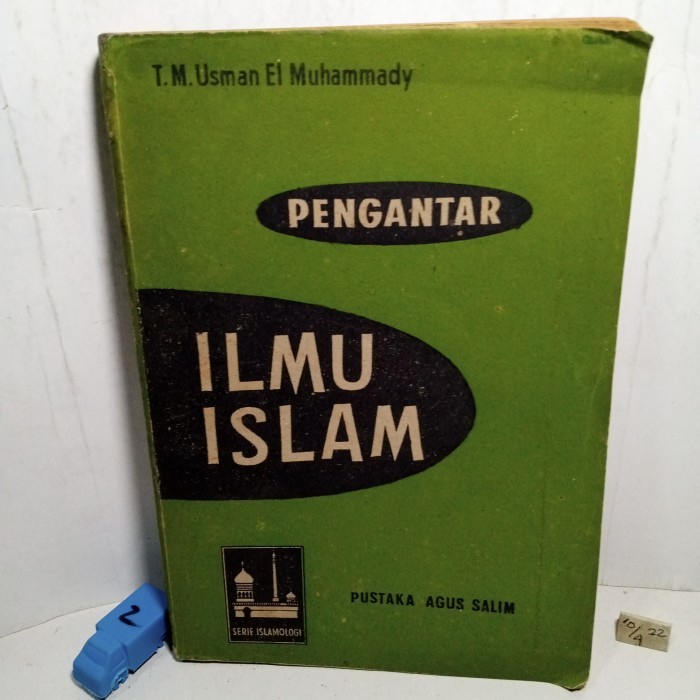 T.M. Usman El Muhammady
PENGANTAR
ILMU
ISLAM
SERIE ISLAMOLOGI
PUSTAKA AGUS SALIM
2
10/4 22